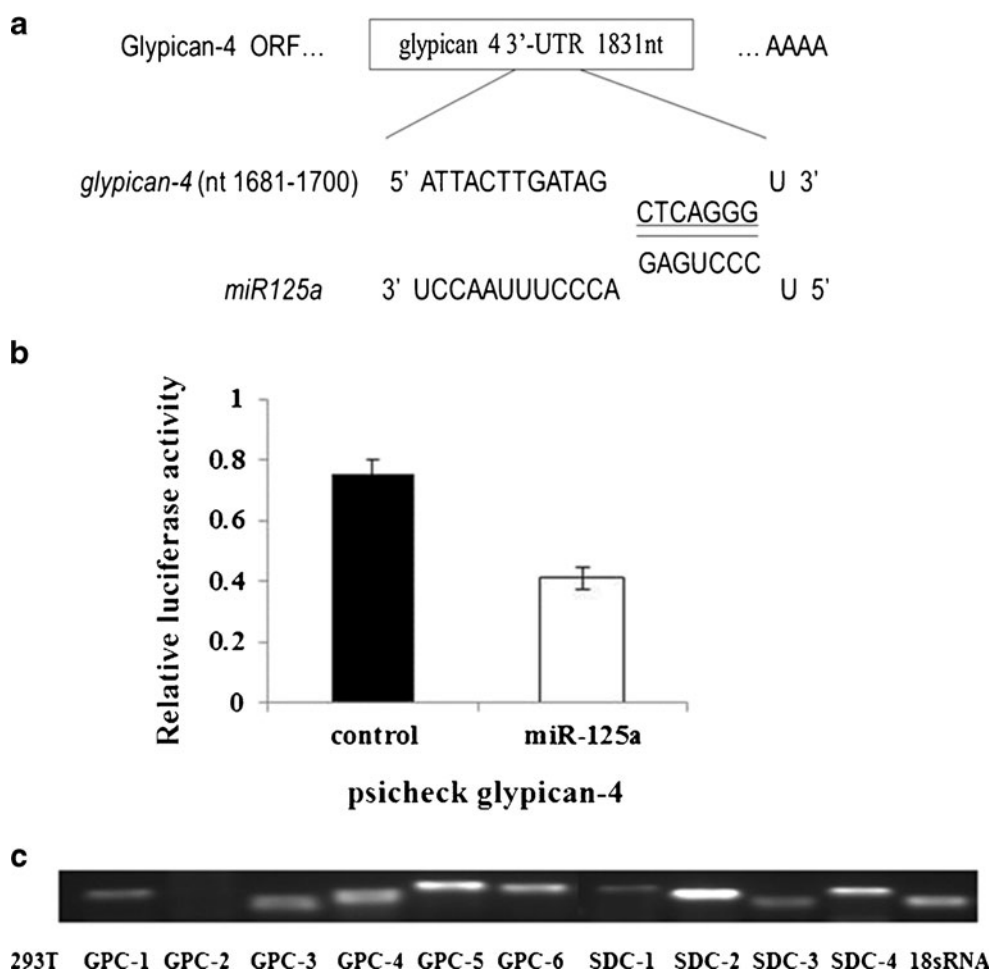 a
Glypican-4 ORF... glypican 4 3’-UTR 1831nt ... AAAA
glypican-4 (nt 1681-1700) 5’ ATTACTTGATAG U 3’
CTCAGGG
GAGUCCC
miR125a 3’ UCCAAUUUCCCA U 5’
b
Relative luciferase activity
1
0.8
0.6
0.4
0.2
0
control miR-125a
psicheck glypican-4
c
293T GPC-1 GPC-2 GPC-3 GPC-4 GPC-5 GPC-6 SDC-1 SDC-2 SDC-3 SDC-4 18sRNA